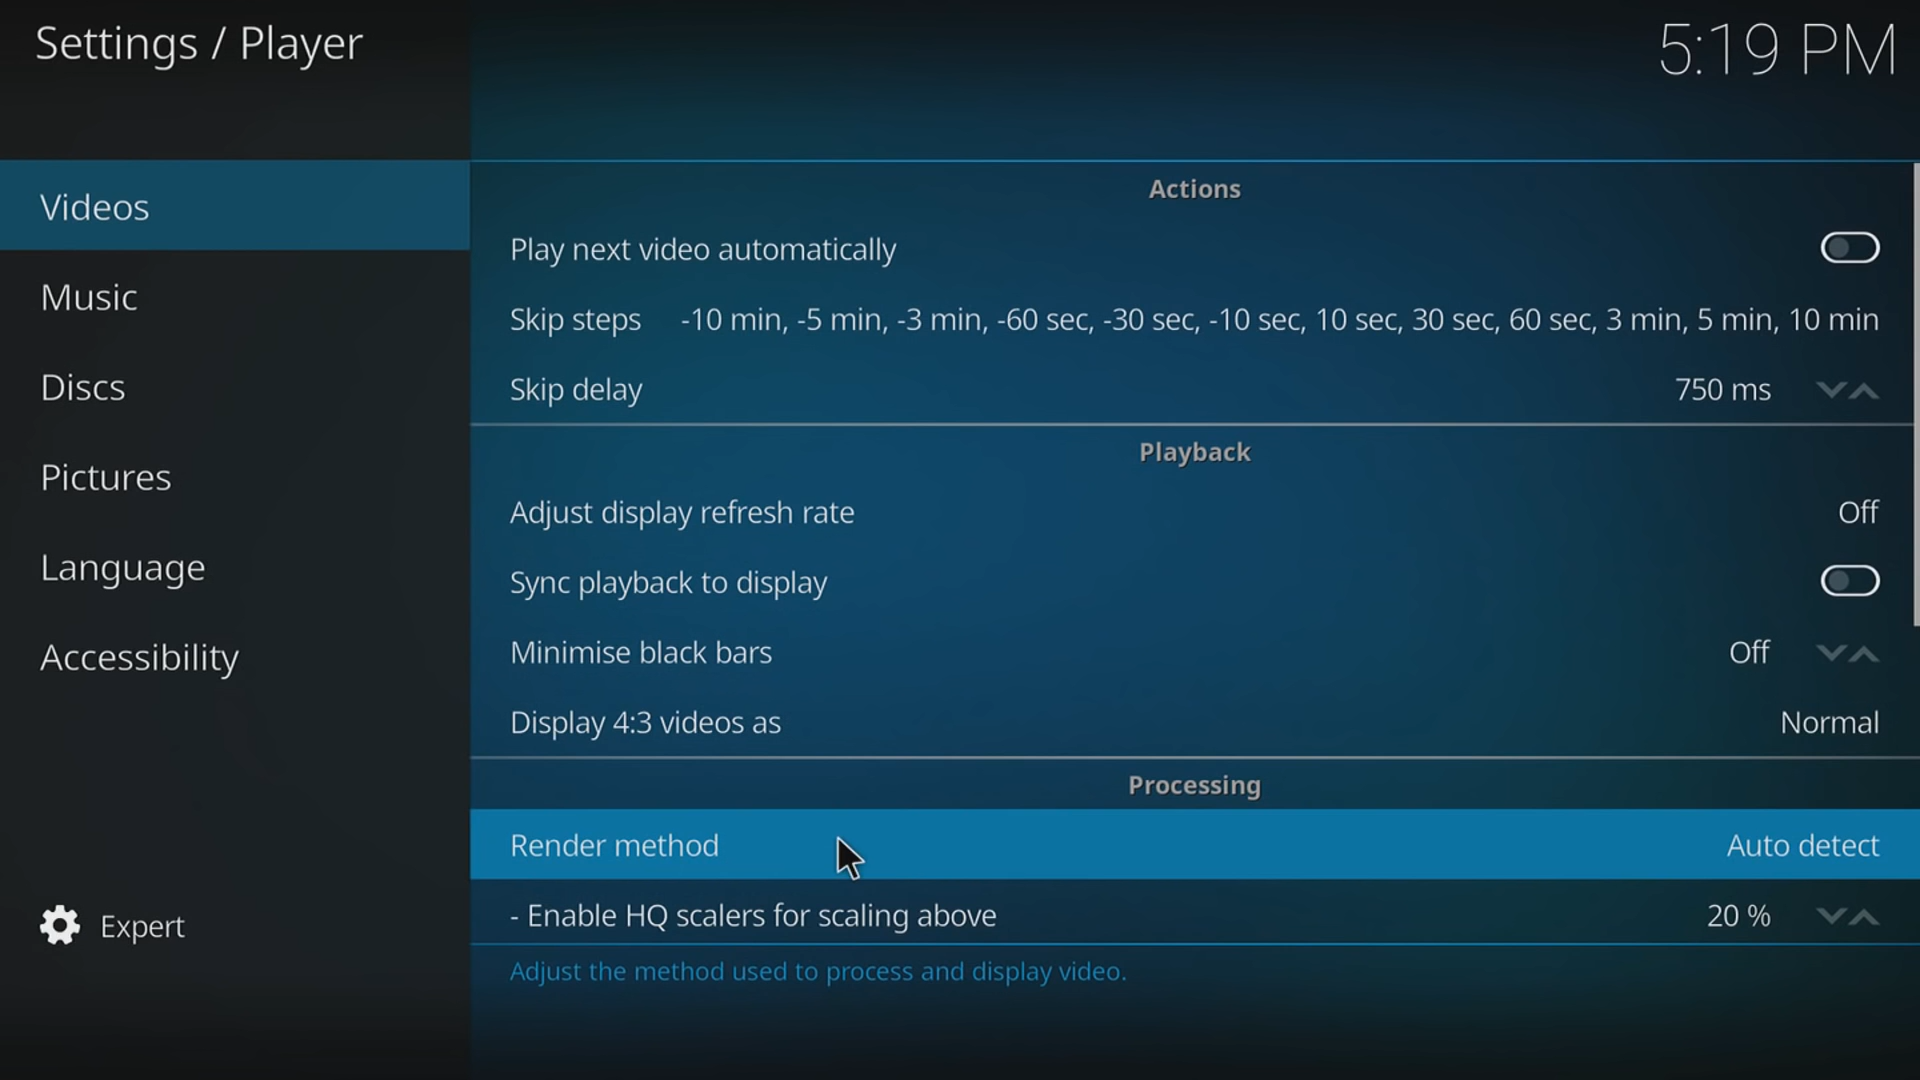 Settings / Player
5:19 PM
Videos
Music
Discs
Pictures
Language
Accessibility
Expert
Actions
Play next video automatically
Skip steps -10 min, -5 min, -3 min, -60 sec, -30 sec, -10 sec, 10 sec, 30 sec, 60 sec, 3 min, 5 min, 10 min
Skip delay 750 ms
Playback
Adjust display refresh rate Off
Sync playback to display
Minimise black bars Off
Display 4:3 videos as Normal
Processing
Render method Auto detect
- Enable HQ scalers for scaling above 20 %
Adjust the method used to process and display video.